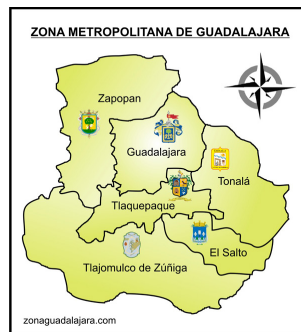 ZONA METROPOLITANA DE GUADALAJARA
Zapopan
Guadalajara
Tonalá
Tlaquepaque
El Salto
Tlajomulco de Zúñiga
zonaguadalajara.com